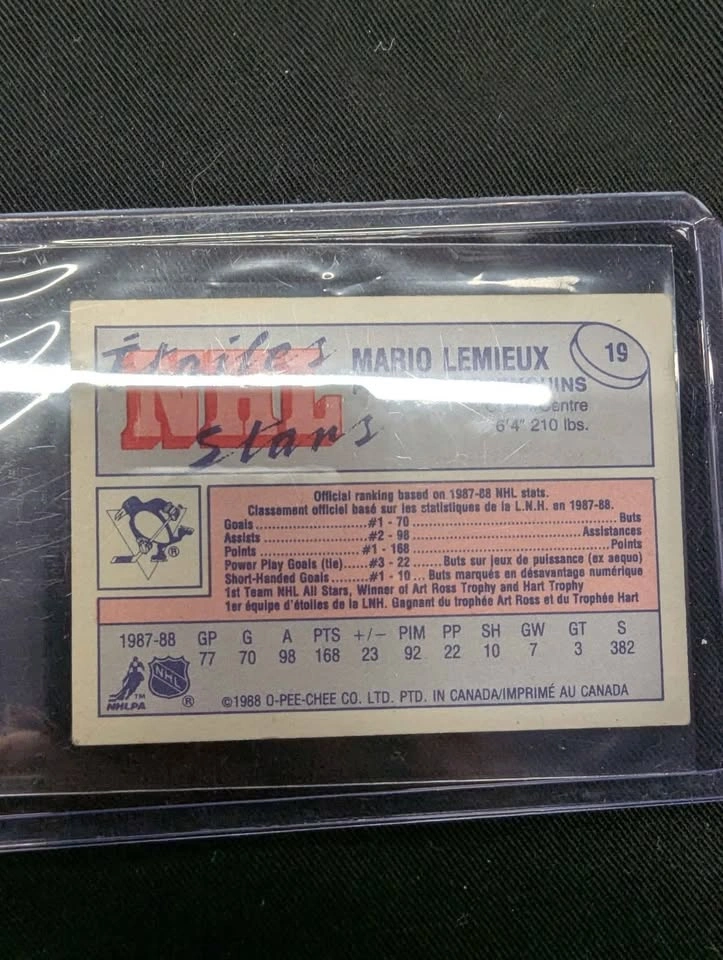 Étoiles
NHL
Stars
MARIO LEMIEUX
19
Centre
6'4" 210 lbs.
Official ranking based on 1987-88 NHL stats.
Classement officiel basé sur les statistiques de la L.N.H. en 1987-88.
Goals....................#1 - 70....................Buts
Assists....................#2 - 98....................Assistances
Points....................#1 - 168....................Points
Power Play Goals (tie)......#3 - 22......Buts sur jeux de puissance (ex aequo)
Short-Handed Goals......#1 - 10...Buts marqués en désavantage numérique
1st Team NHL All Stars, Winner of Art Ross Trophy and Hart Trophy
1er équipe d'étoiles de la LNH. Gagnant du trophée Art Ross et du Trophée Hart
1987-88 GP G A PTS +/– PIM PP SH GW GT S
77 70 98 168 23 92 22 10 7 3 382
TM
NHLPA
NHL
®
©1988 O-PEE-CHEE CO. LTD. PTD. IN CANADA/IMPRIMÉ AU CANADA